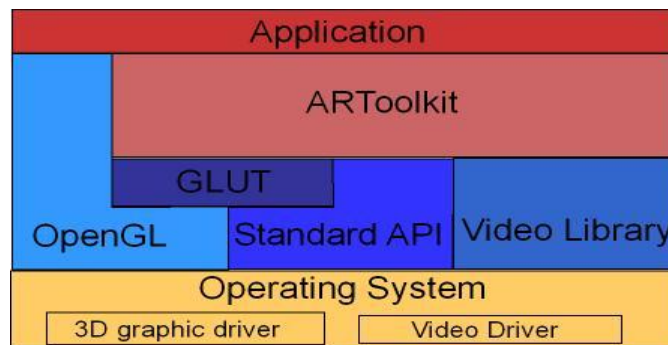 Application
ARToolkit
GLUT
OpenGL
Standard API
Video Library
Operating System
3D graphic driver
Video Driver